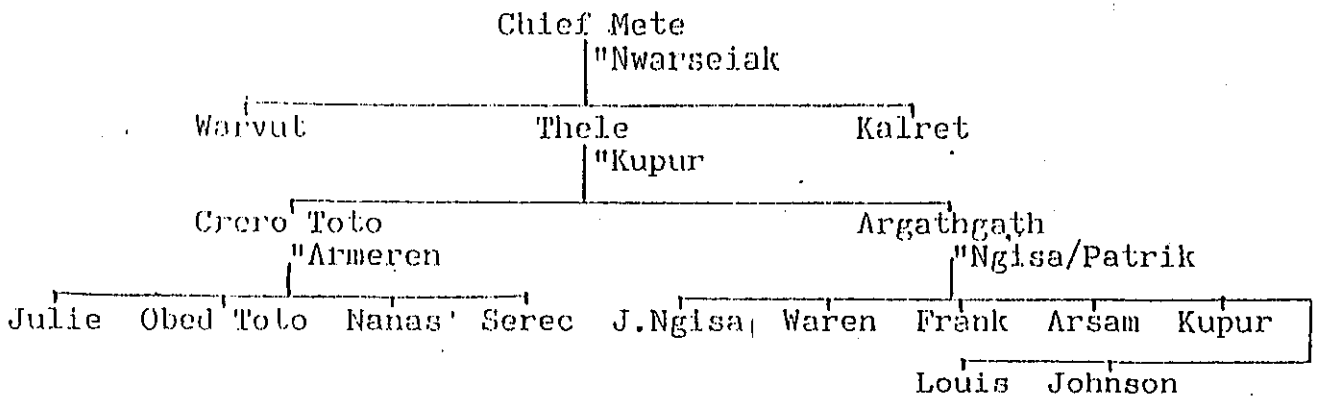 Chief Mete
"Nwarseiak
Warvut Thele Kalret
"Kupur
Crero Toto Argathgath
"Armeren "Ngisa/Patrik
Julie Obed Toto Nanas' Serec J.Ngisa Waren Frank Arsam Kupur
Louis Johnson